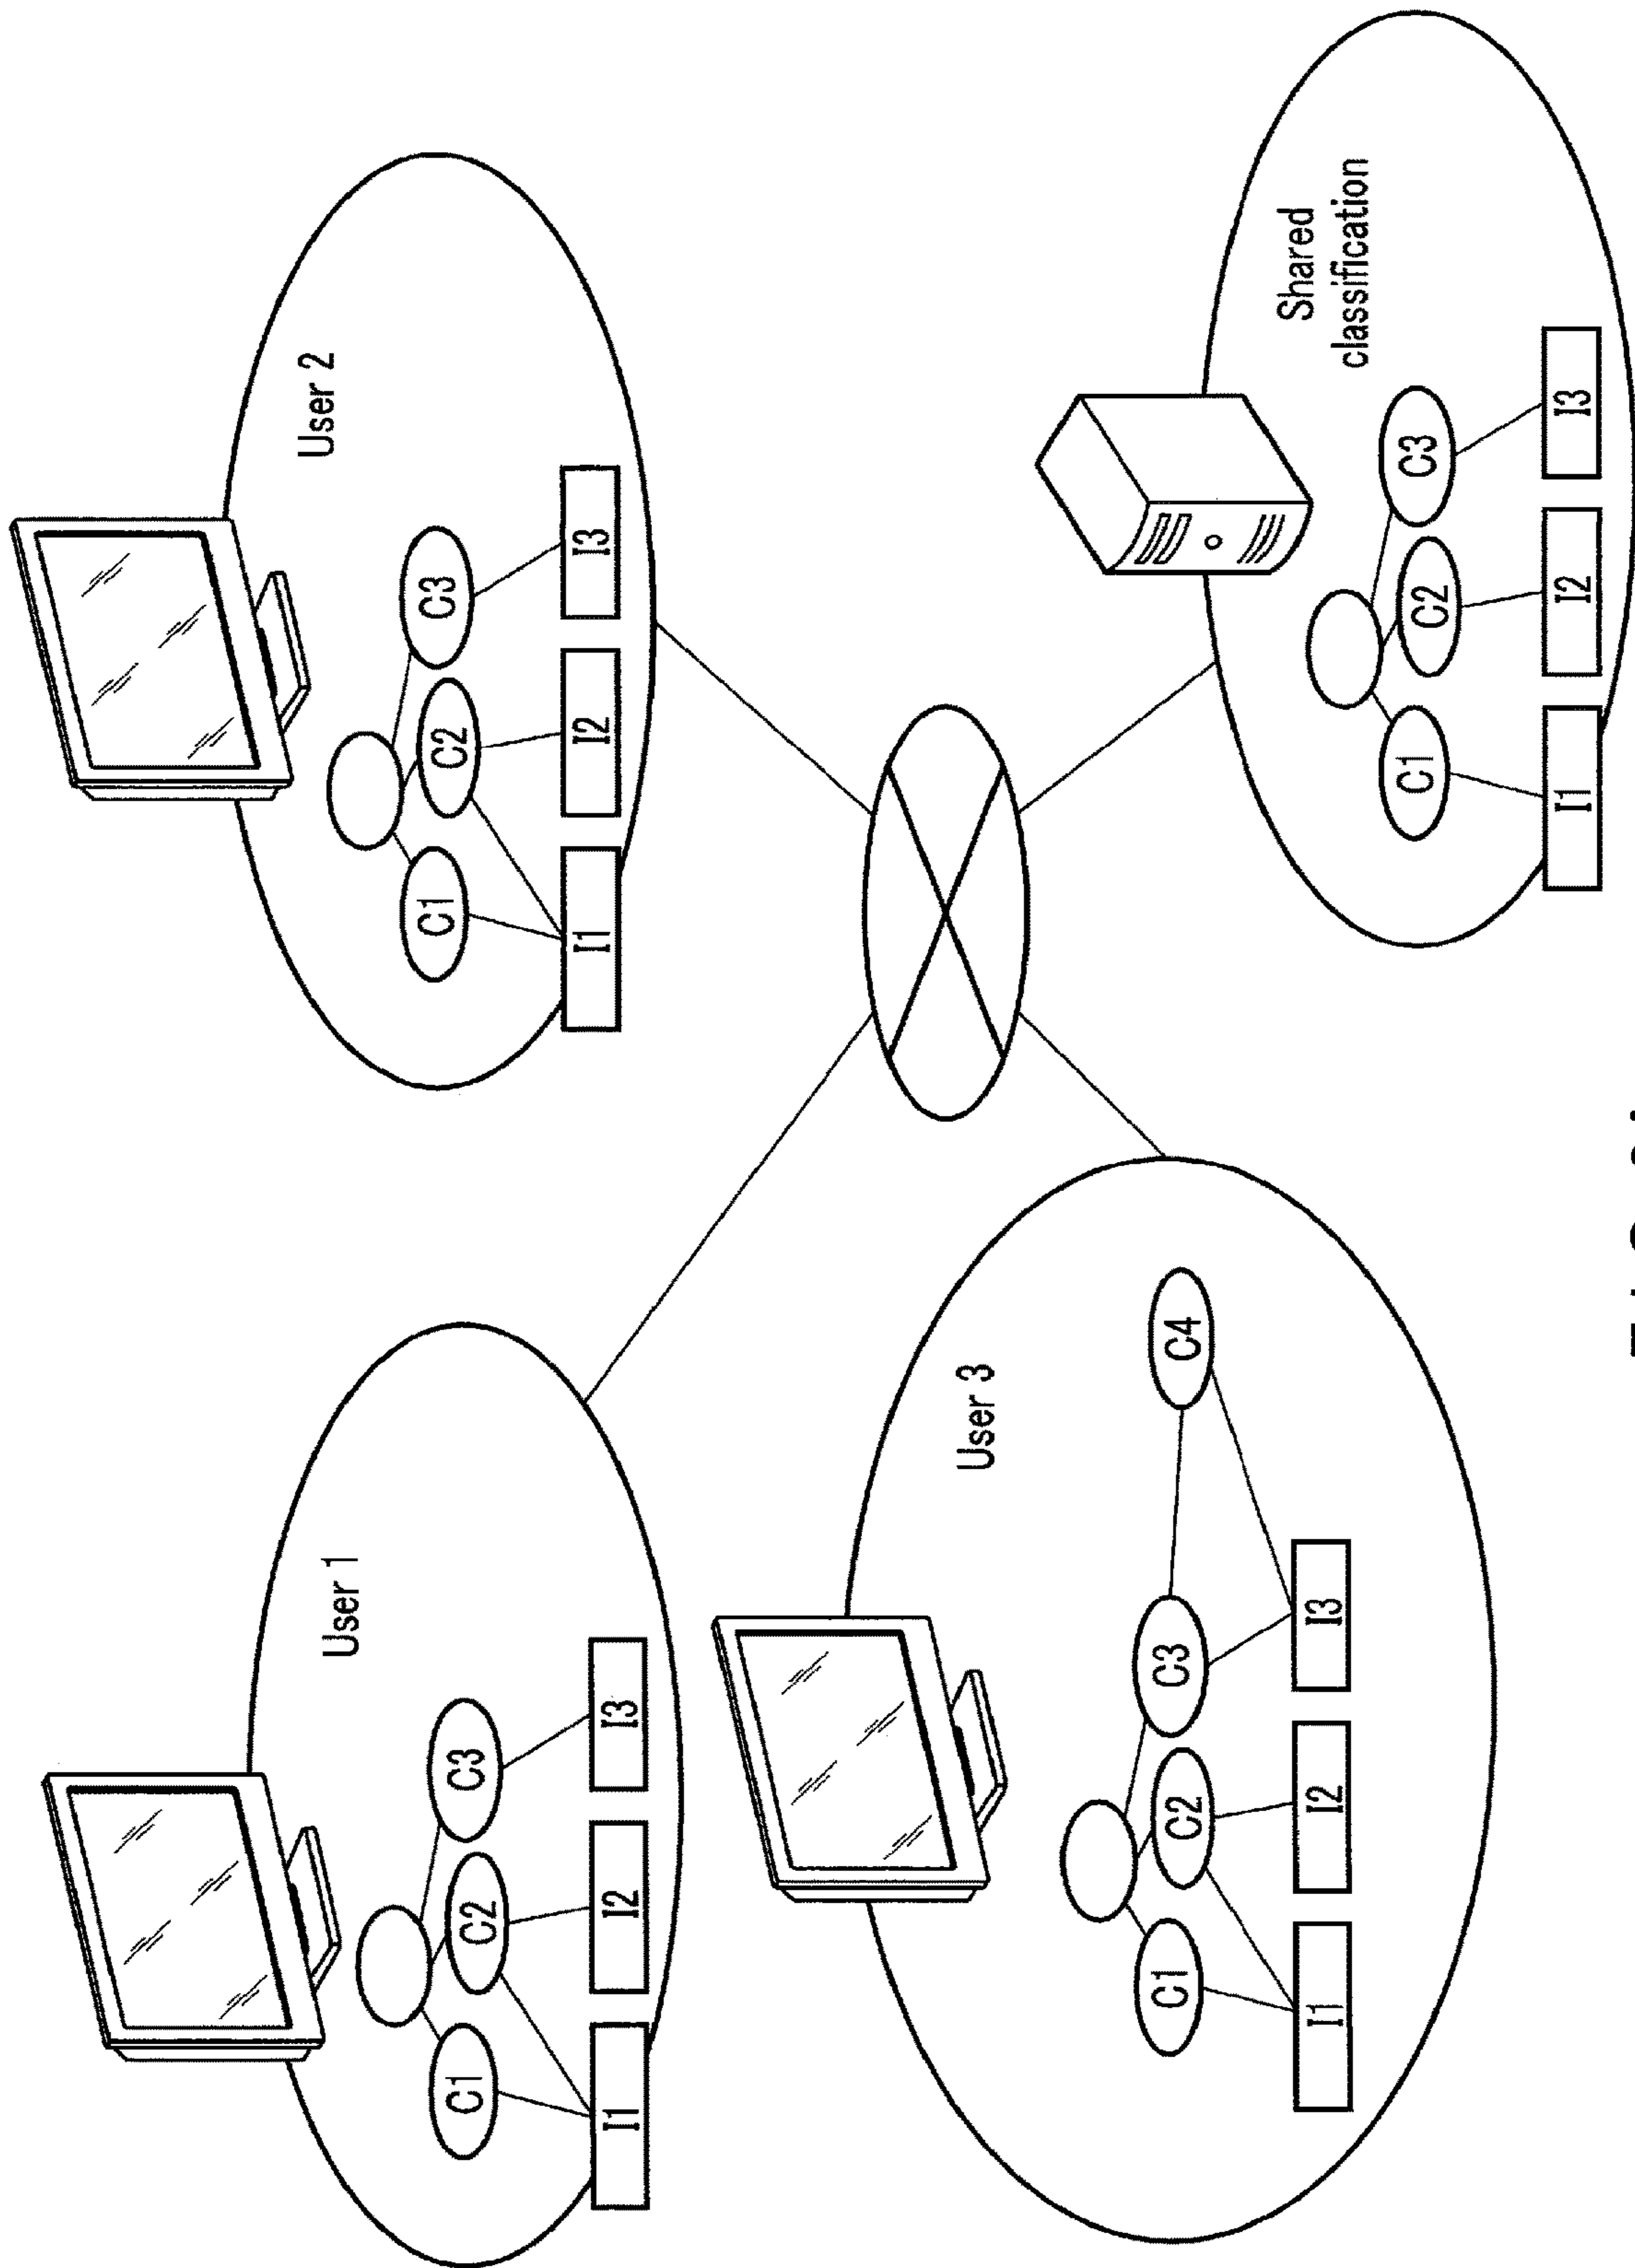 User 1
C1
C2
C3
I1
I2
I3
User 2
C1
C2
C3
I1
I2
I3
User 3
C1
C2
C3
C4
I1
I2
I3
Shared
classification
C1
C2
C3
I1
I2
I3